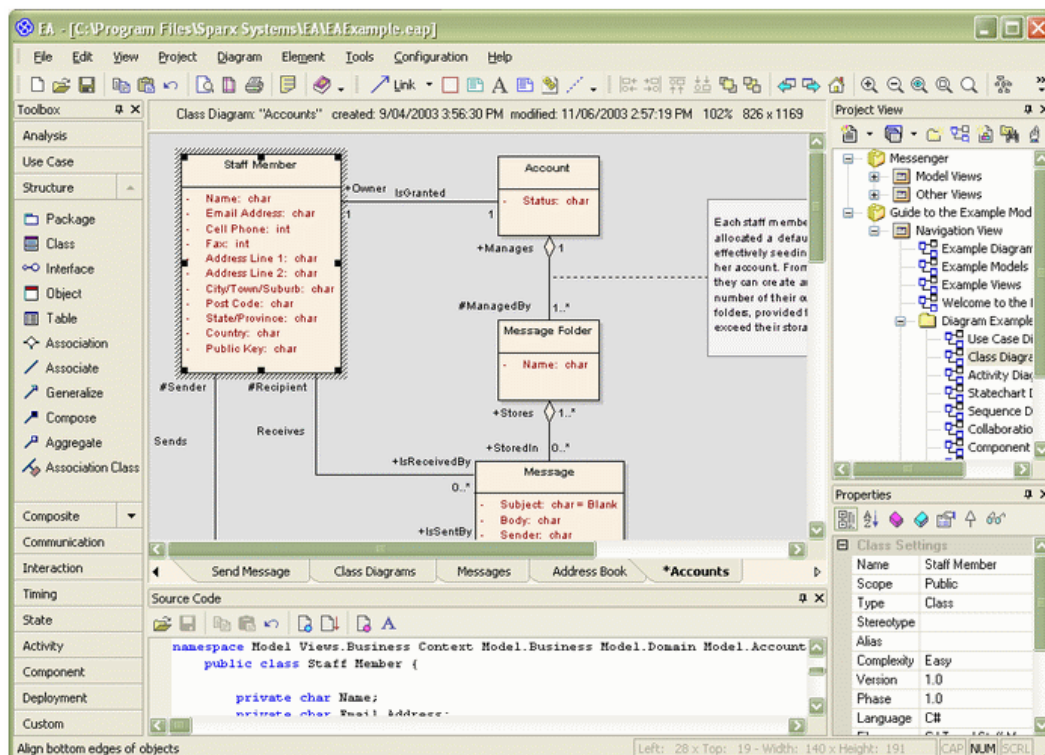 EA - [C:\Program Files\Sparx Systems\EA\EAExample.eap]
File Edit View Project Diagram Element Tools Configuration Help
Link
Toolbox
Analysis
Use Case
Structure
Package
Class
Interface
Object
Table
Association
Associate
Generalize
Compose
Aggregate
Association Class
Composite
Communication
Interaction
Timing
State
Activity
Component
Deployment
Custom
Class Diagram: "Accounts" created: 9/04/2003 3:56:30 PM modified: 11/06/2003 2:57:19 PM 102% 826 x 1169
Staff Member
- Name: char
- Email Address: char
- Cell Phone: int
- Fax: int
- Address Line 1: char
- Address Line 2: char
- City/Town/Suburb: char
- Post Code: char
- State/Province: char
- Country: char
- Public Key: char
+Owner IsGranted
1 1
Account
- Status: char
+Manages 1
#ManagedBy 1..*
Each staff membe
allocated a defau
effectively seedin
her account. From
they can create a
number of their o
folders, provided
exceed their stora
Message Folder
- Name: char
+Stores 1..*
+StoredIn 0..*
#Sender #Recipient
Sends
Receives
+IsReceivedBy
0..*
+IsSentBy
Message
- Subject: char = Blank
- Body: char
- Sender: char
Send Message Class Diagrams Messages Address Book *Accounts
Source Code
namespace Model Views.Business Context Model.Business Model.Domain Model.Account
public class Staff Member {
private char Name;
private char Email Address;
Project View
Messenger
Model Views
Other Views
Guide to the Example Mod
Navigation View
Example Diagram
Example Models
Example Views
Welcome to the
Diagram Example
Use Case Di
Class Diagra
Activity Diag
Statechart D
Sequence D
Collaboratio
Component
Properties
Class Settings
Name Staff Member
Scope Public
Type Class
Stereotype
Alias
Complexity Easy
Version 1.0
Phase 1.0
Language C#
Align bottom edges of objects
Left: 28 x Top: 19 - Width: 140 x Height: 191 CAP NUM SCRL